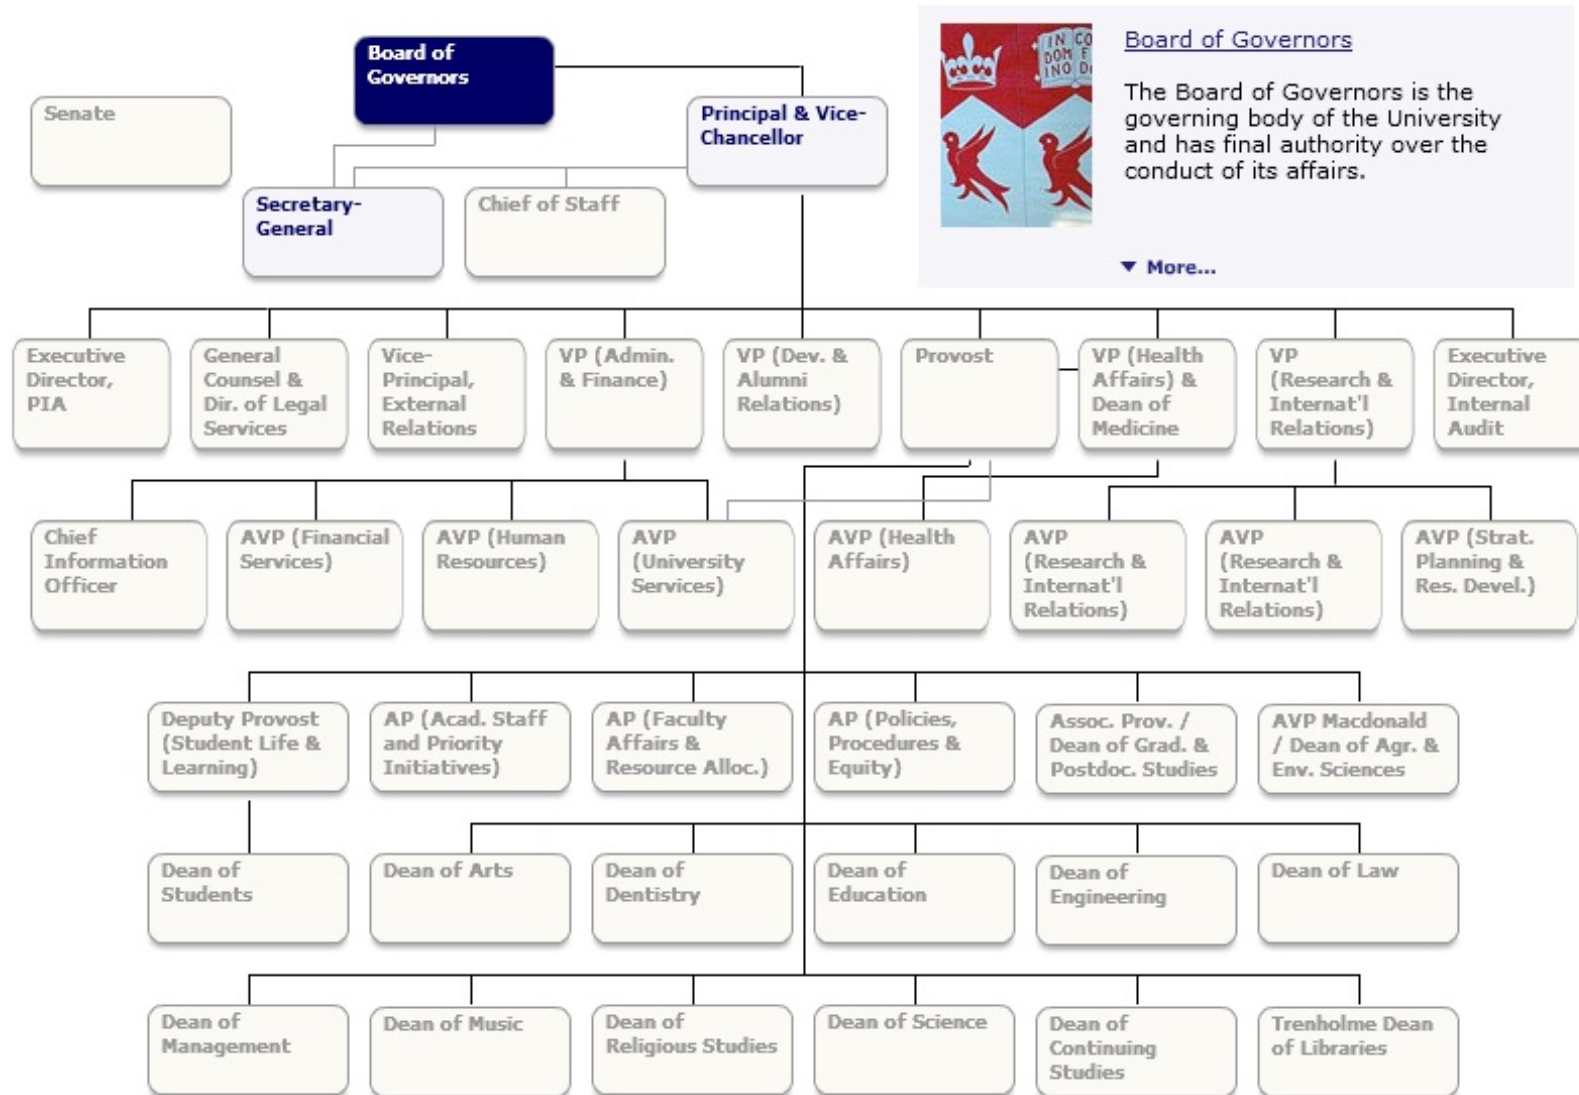 Board of
Governors
Senate
Principal & Vice-
Chancellor
Secretary-
General
Chief of Staff
Board of Governors
The Board of Governors is the
governing body of the University
and has final authority over the
conduct of its affairs.
▼ More...
IN
DOM
INO
CO
F
D
Executive
Director,
PIA
General
Counsel &
Dir. of Legal
Services
Vice-
Principal,
External
Relations
VP (Admin.
& Finance)
VP (Dev. &
Alumni
Relations)
Provost
VP (Health
Affairs) &
Dean of
Medicine
VP
(Research &
Internat'l
Relations)
Executive
Director,
Internal
Audit
Chief
Information
Officer
AVP (Financial
Services)
AVP (Human
Resources)
AVP
(University
Services)
AVP (Health
Affairs)
AVP
(Research &
Internat'l
Relations)
AVP
(Research &
Internat'l
Relations)
AVP (Strat.
Planning &
Res. Devel.)
Deputy Provost
(Student Life &
Learning)
AP (Acad. Staff
and Priority
Initiatives)
AP (Faculty
Affairs &
Resource Alloc.)
AP (Policies,
Procedures &
Equity)
Assoc. Prov. /
Dean of Grad. &
Postdoc. Studies
AVP Macdonald
/ Dean of Agr. &
Env. Sciences
Dean of
Students
Dean of Arts
Dean of
Dentistry
Dean of
Education
Dean of
Engineering
Dean of Law
Dean of
Management
Dean of Music
Dean of
Religious Studies
Dean of Science
Dean of
Continuing
Studies
Trenholme Dean
of Libraries